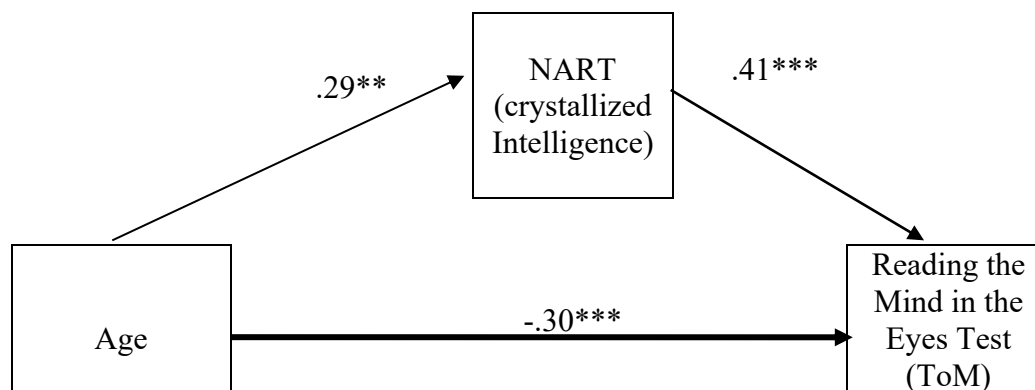 .29**
NART
(crystallized
Intelligence)
.41***
Age
-.30***
Reading the
Mind in the
Eyes Test
(ToM)